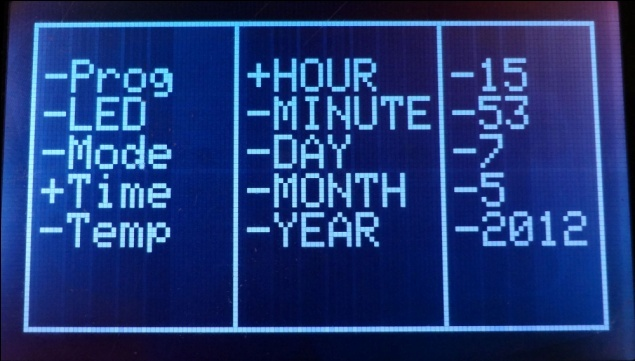 -Prog +HOUR -15
-LED -MINUTE -53
-Mode -DAY -7
+Time -MONTH -5
-Temp -YEAR -2012